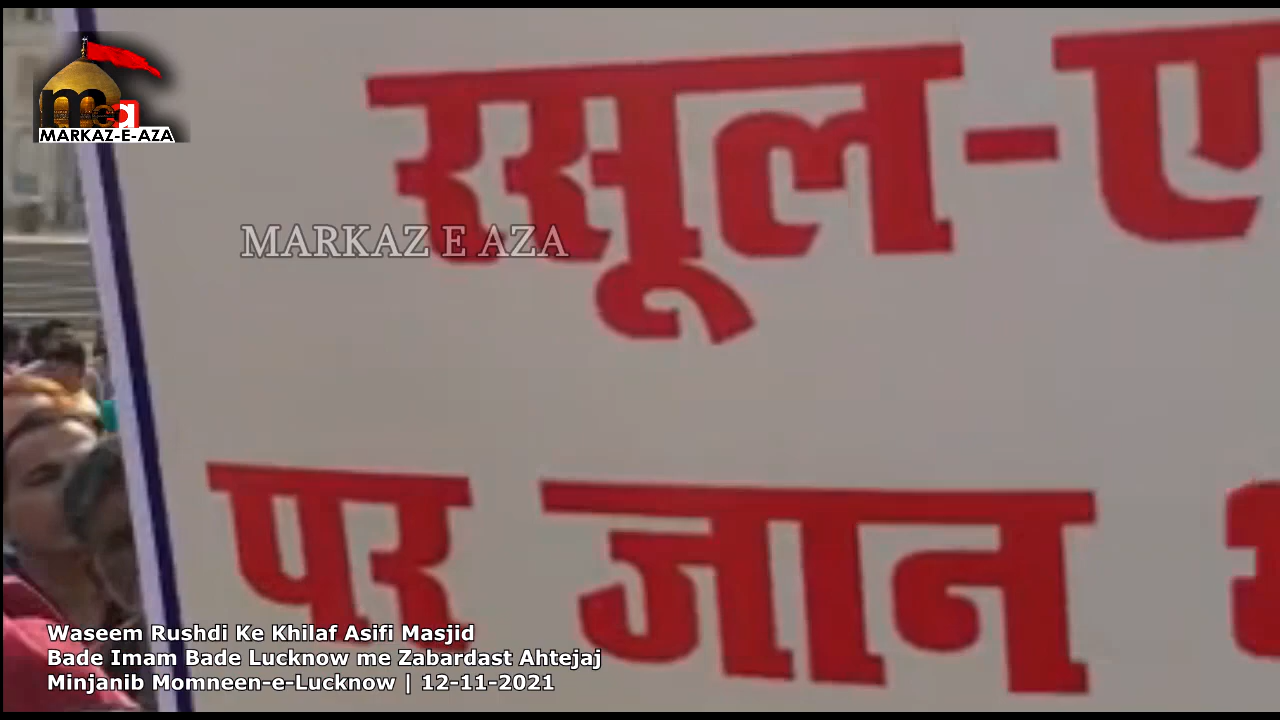 MARKAZ-E-AZA
रसूल-ए
MARKAZ E AZA
पर जान
Waseem Rushdi Ke Khilaf Asifi Masjid
Bade Imam Bade Lucknow me Zabardast Ahtejaj
Minjanib Momneen-e-Lucknow | 12-11-2021